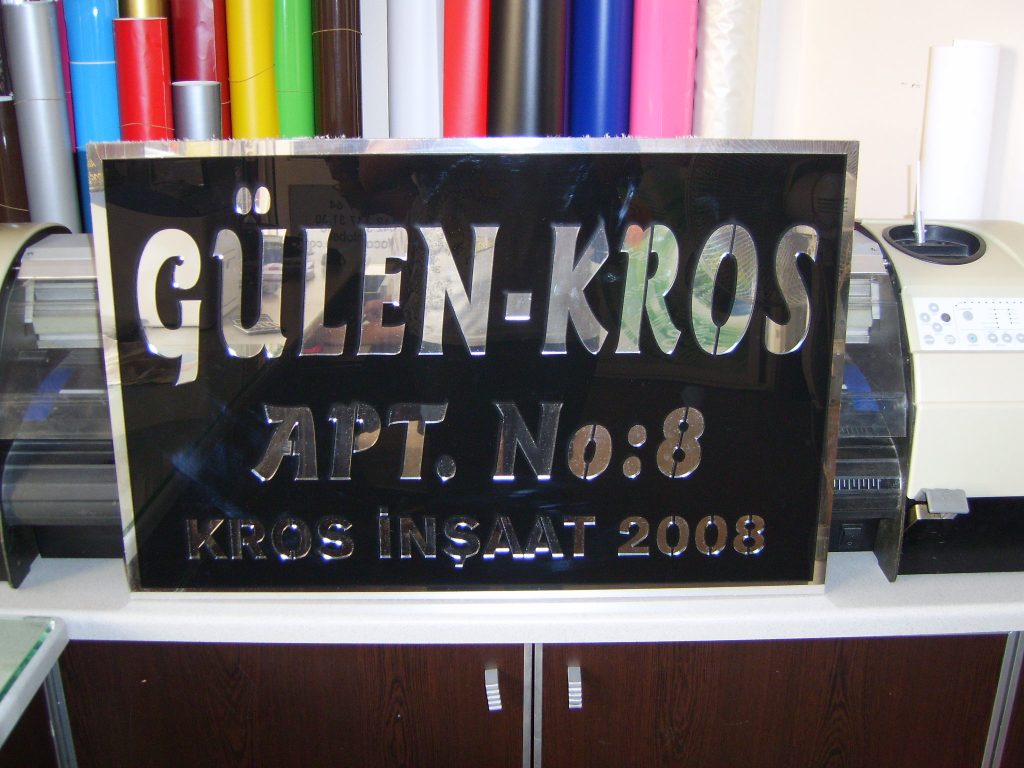 GÜLEN-KROS
APT. No:8
KROS İNŞAAT 2008